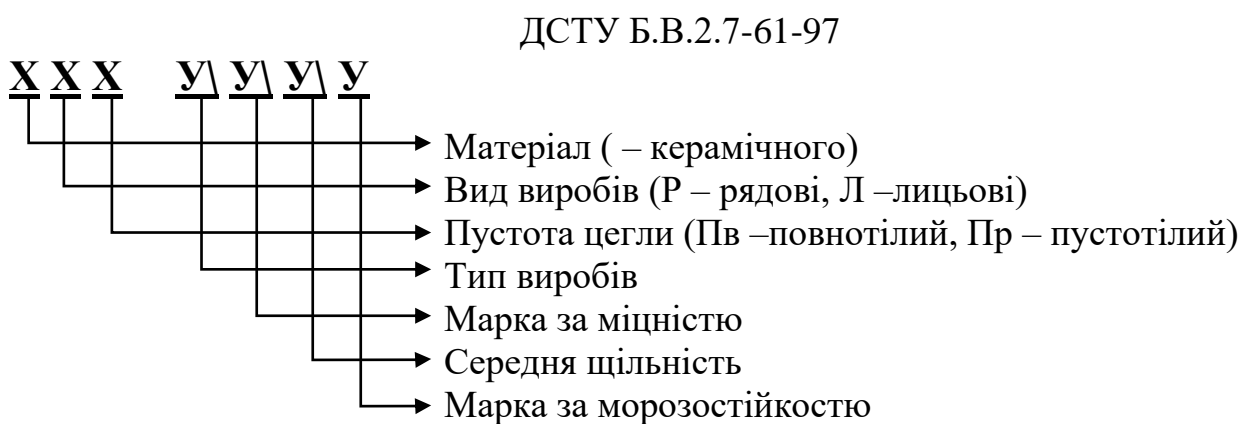 ДСТУ Б.В.2.7-61-97
Х Х Х У\ У\ У\ У
Матеріал ( – керамічного)
Вид виробів (Р – рядові, Л –лицьові)
Пустота цегли (Пв –повнотілий, Пр – пустотілий)
Тип виробів
Марка за міцністю
Середня щільність
Марка за морозостійкостю